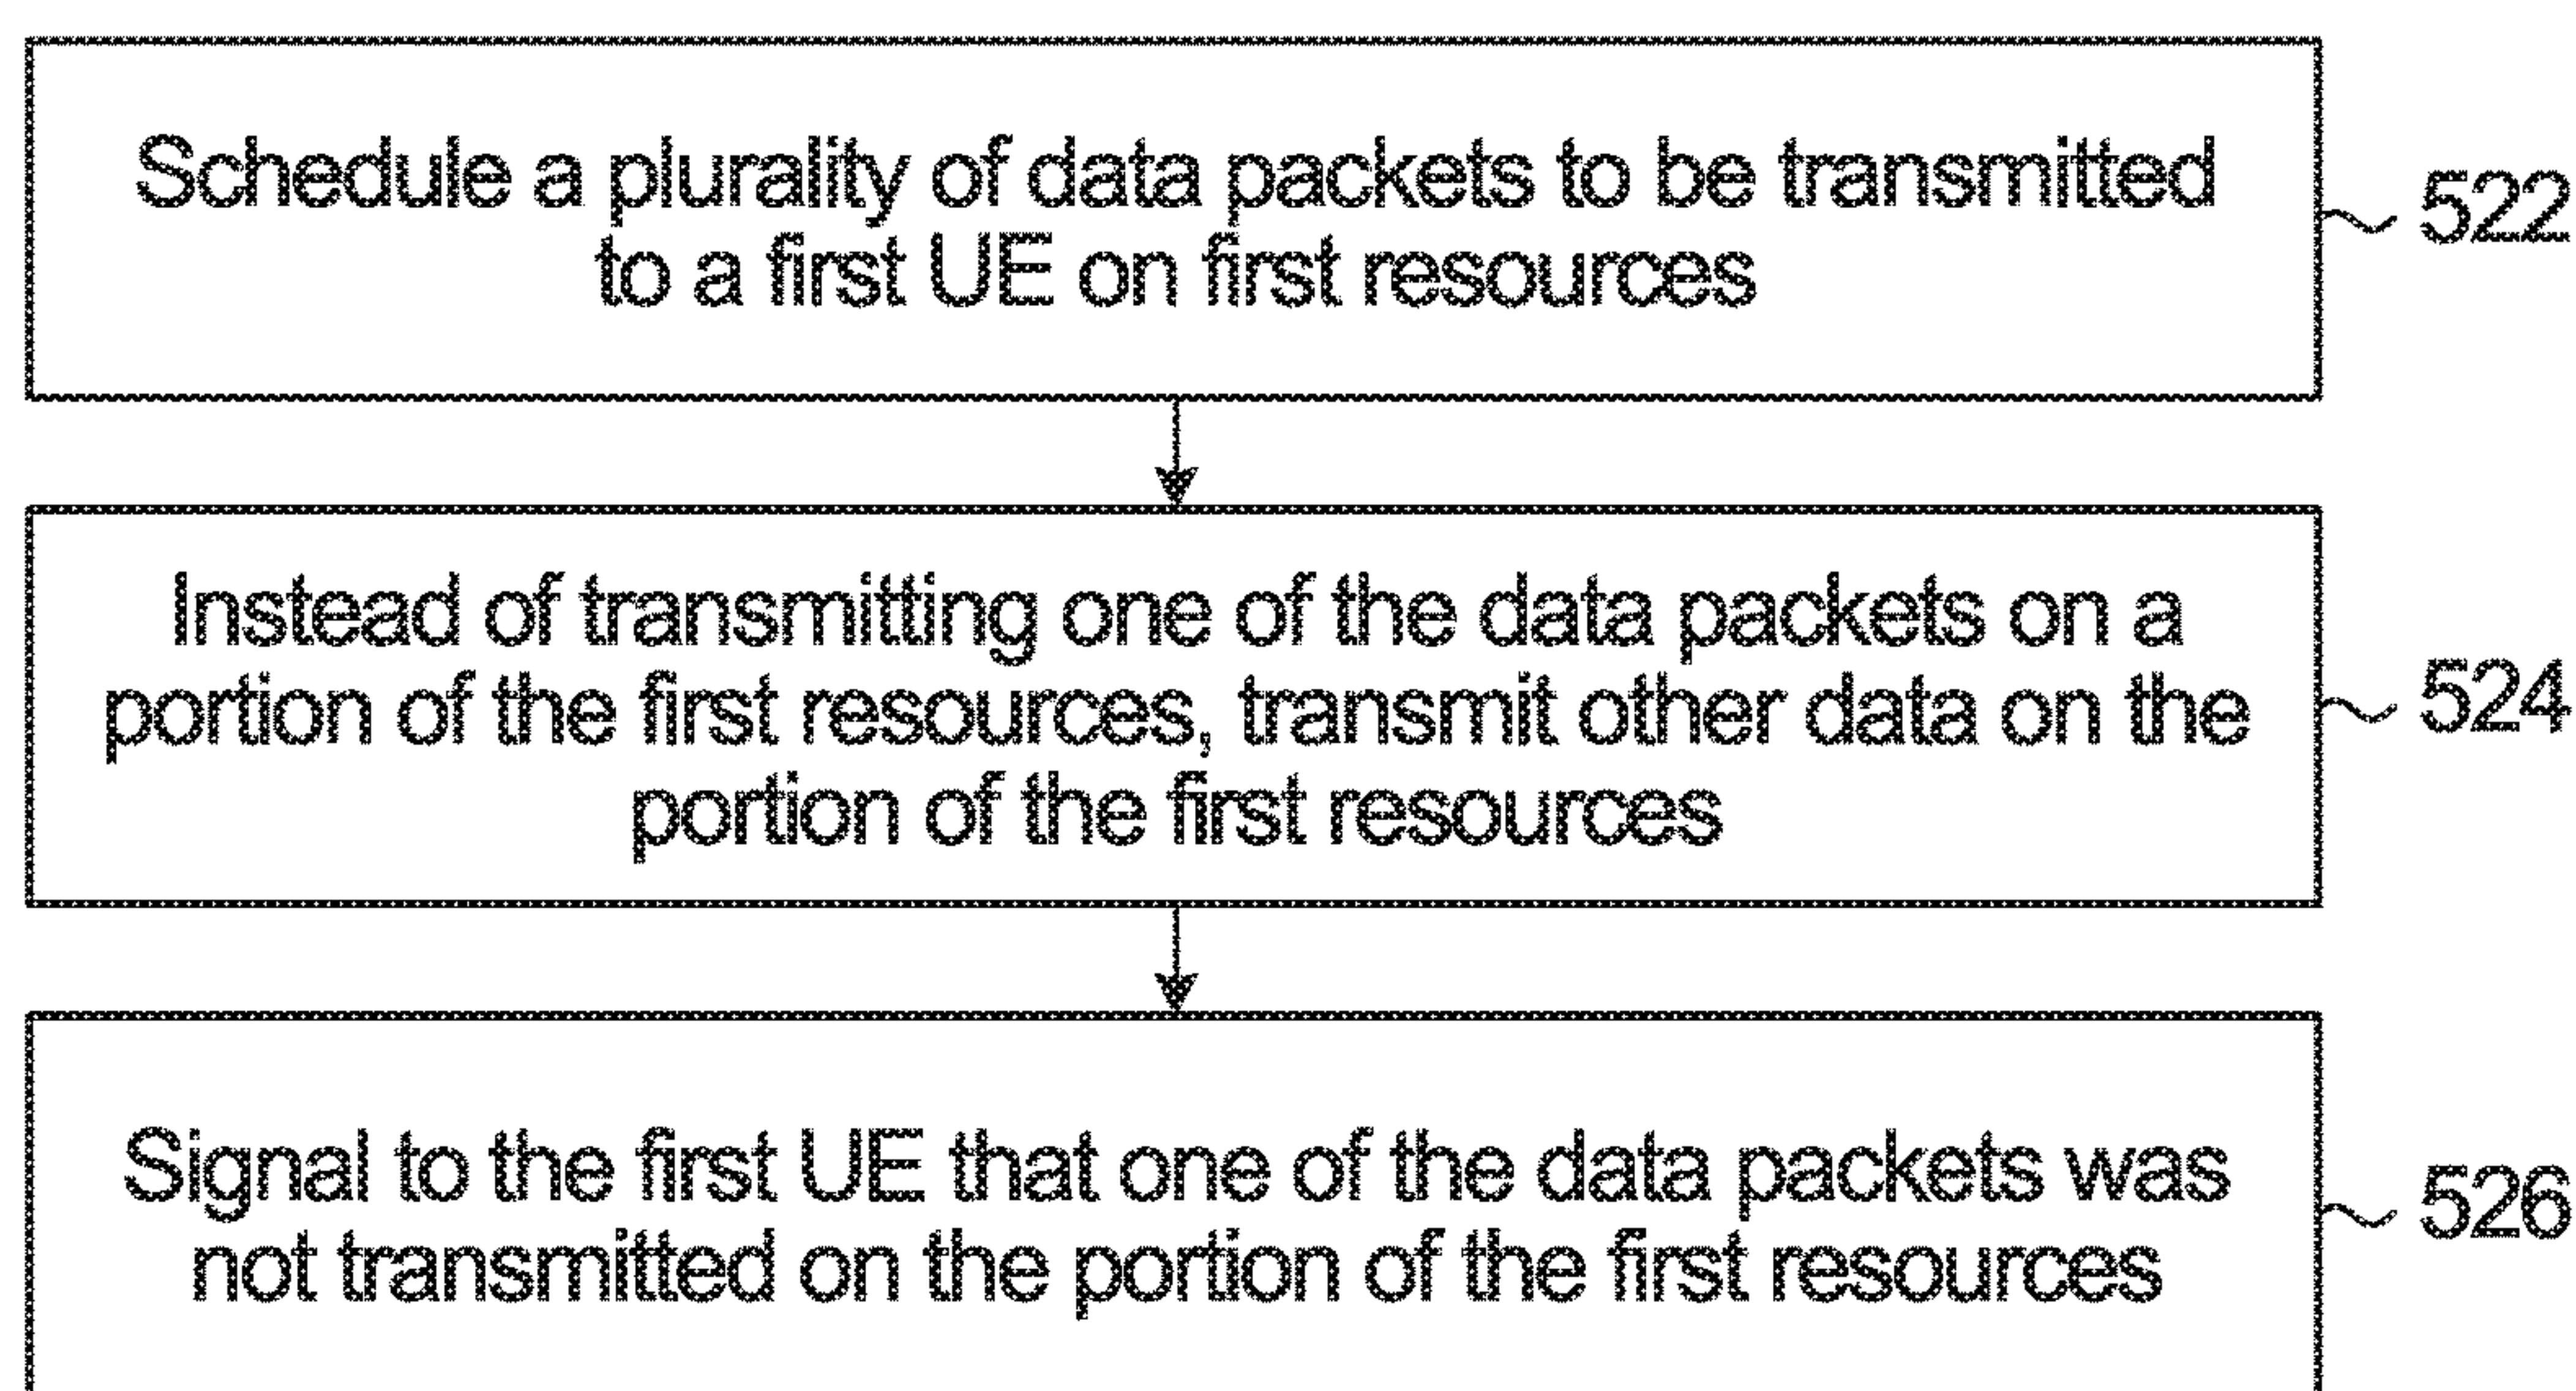 Schedule a plurality of data packets to be transmitted
to a first UE on first resources
522
Instead of transmitting one of the data packets on a
portion of the first resources, transmit other data on the
portion of the first resources
524
Signal to the first UE that one of the data packets was
not transmitted on the portion of the first resources
526